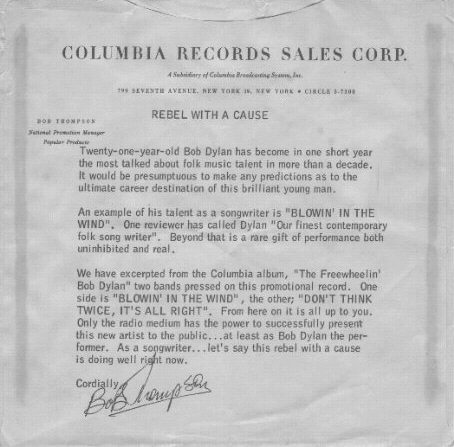 COLUMBIA RECORDS SALES CORP.
A Subsidiary of Columbia Broadcasting System, Inc.
799 SEVENTH AVENUE, NEW YORK 19, NEW YORK • CIRCLE 5-7300
REBEL WITH A CAUSE
BOB THOMPSON
National Promotion Manager
Popular Products
Twenty-one-year-old Bob Dylan has become in one short year
the most talked about folk music talent in more than a decade.
It would be presumptuous to make any predictions as to the
ultimate career destination of this brilliant young man.
An example of his talent as a songwriter is "BLOWIN' IN THE
WIND". One reviewer has called Dylan "Our finest contemporary
folk song writer". Beyond that is a rare gift of performance both
uninhibited and real.
We have excerpted from the Columbia album, "The Freewheelin'
Bob Dylan" two bands pressed on this promotional record. One
side is "BLOWIN' IN THE WIND", the other; "DON'T THINK
TWICE, IT'S ALL RIGHT". From here on it is all up to you.
Only the radio medium has the power to successfully present
this new artist to the public...at least as Bob Dylan the per-
former. As a songwriter...let's say this rebel with a cause
is doing well right now.
Cordially,
Bob Thompson